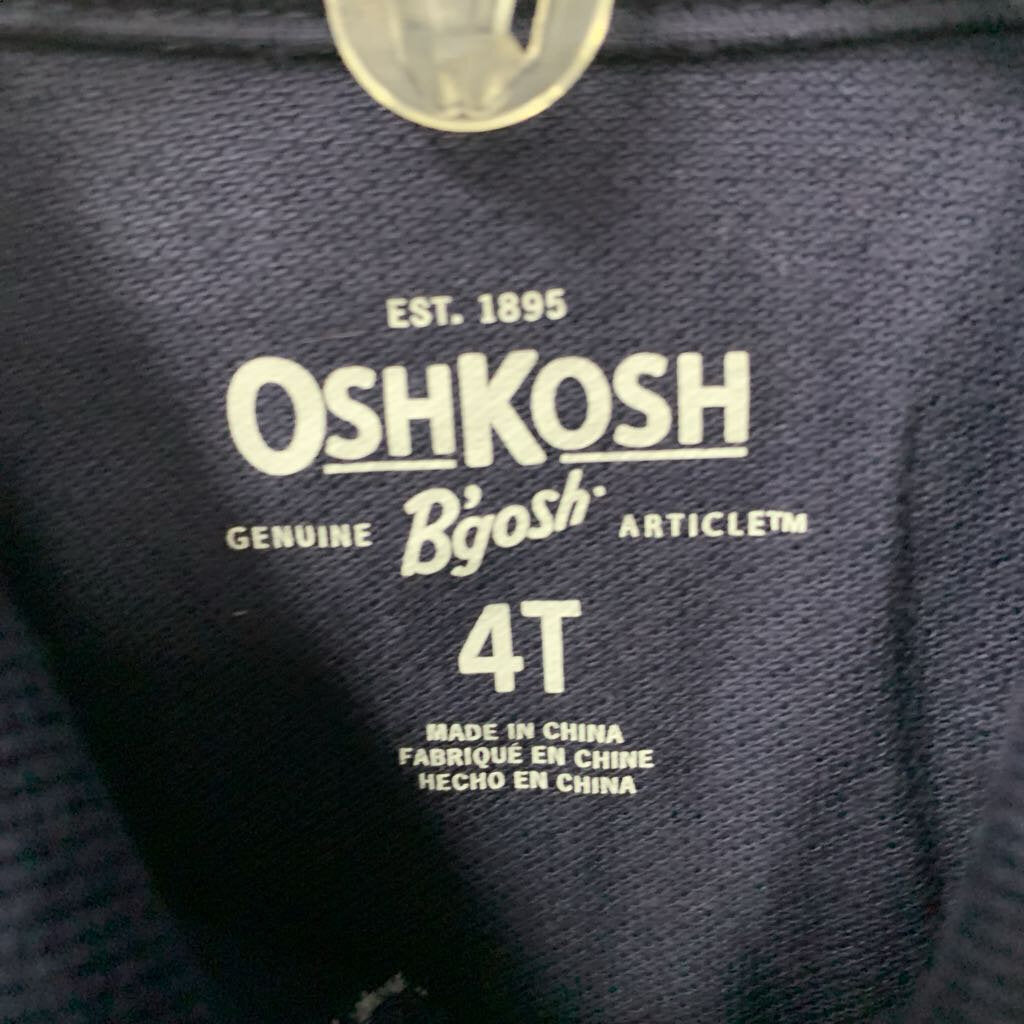 EST. 1895
OSHKOSH
GENUINE B'gosh ARTICLE™
4T
MADE IN CHINA
FABRIQUÉ EN CHINE
HECHO EN CHINA